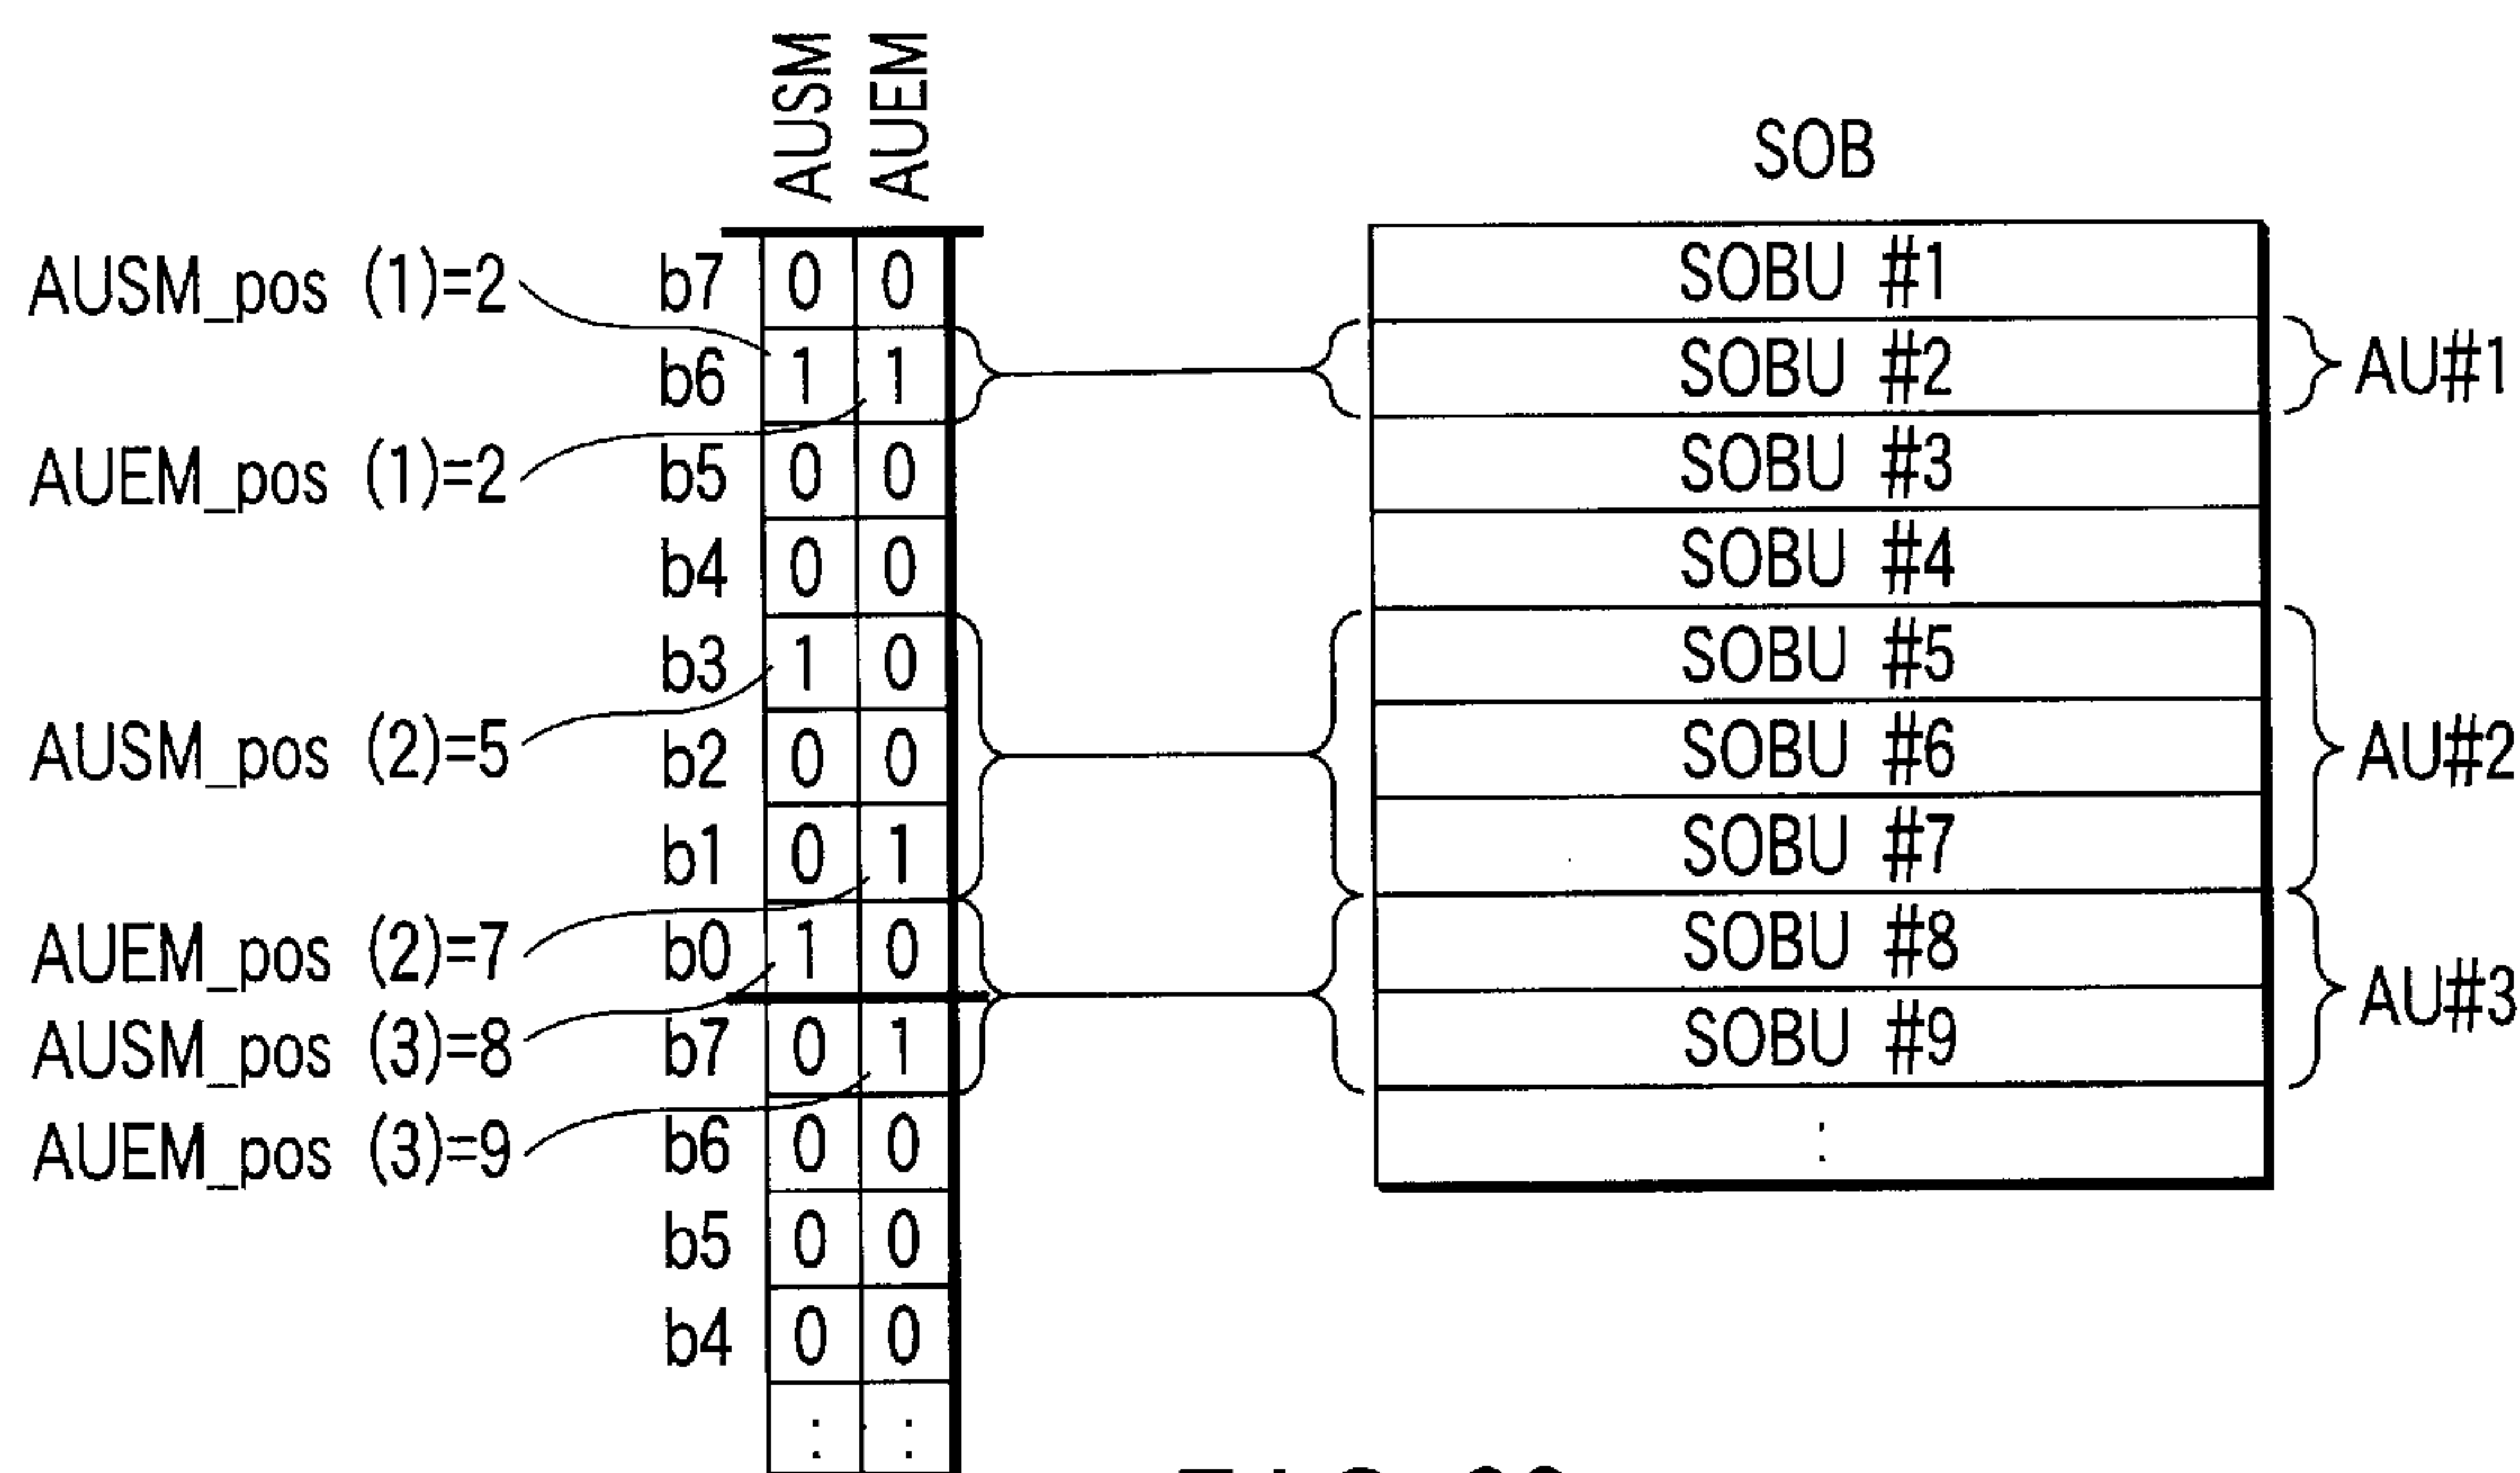 AUSM AUEM
SOB
AUSM_pos (1)=2
AUEM_pos (1)=2
AUSM_pos (2)=5
AUEM_pos (2)=7
AUSM_pos (3)=8
AUEM_pos (3)=9
b7 0 0
b6 1 1
b5 0 0
b4 0 0
b3 1 0
b2 0 0
b1 0 1
b0 1 0
b7 0 1
b6 0 0
b5 0 0
b4 0 0
: :
SOBU #1
SOBU #2
SOBU #3
SOBU #4
SOBU #5
SOBU #6
SOBU #7
SOBU #8
SOBU #9
:
AU#1
AU#2
AU#3